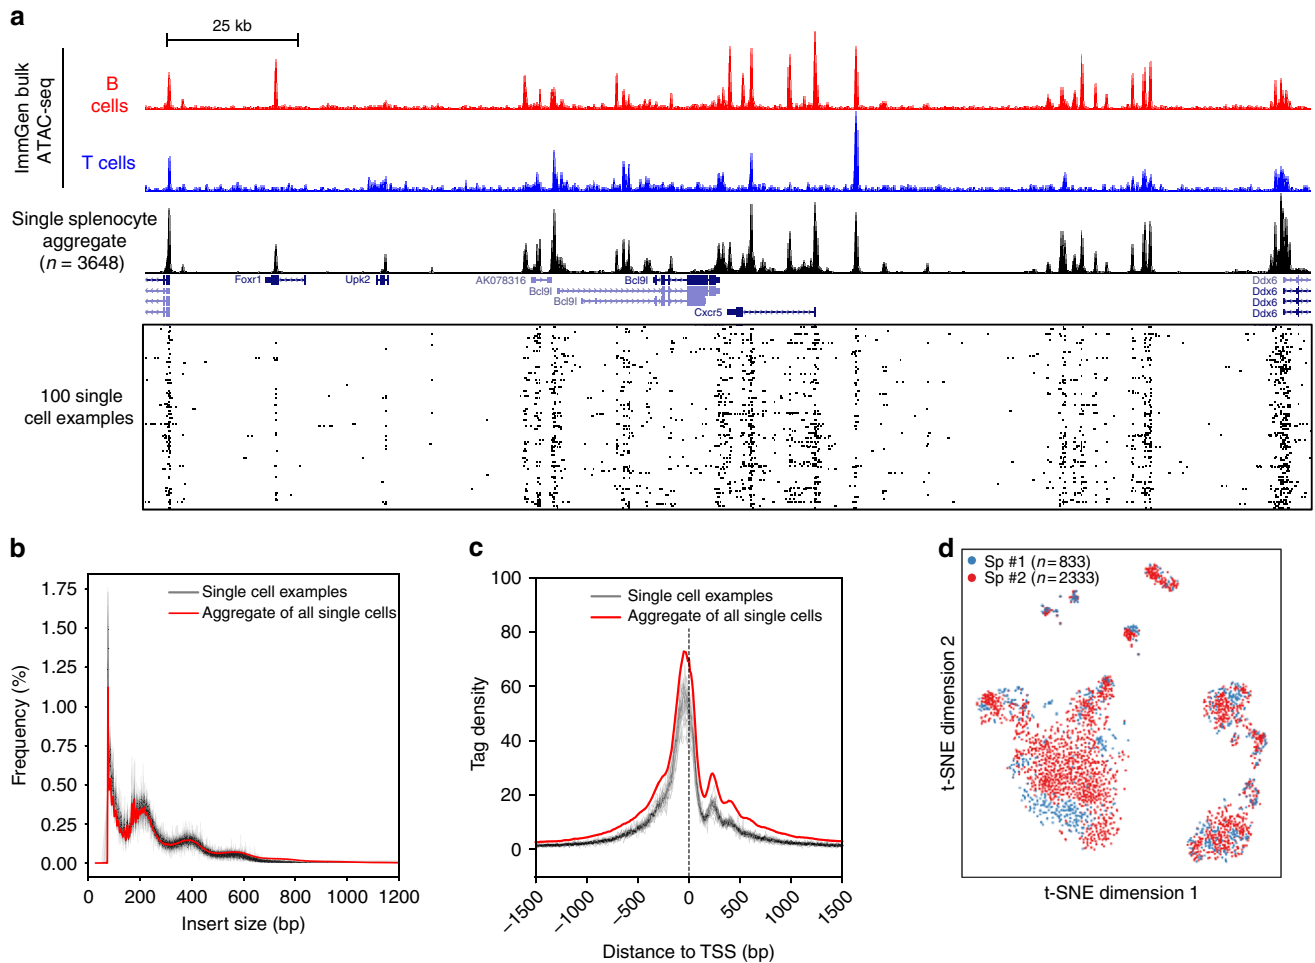 a
25 kb
ImmGen bulk
ATAC-seq
B
cells
T cells
Single splenocyte
aggregate
(n = 3648)
Foxr1
Upk2
AK078316
Bcl9l
Bcl9l
Bcl9l
Cxcr5
Ddx6
Ddx6
Ddx6
Ddx6
100 single
cell examples
b
Single cell examples
Aggregate of all single cells
1.75
1.50
1.25
1.00
0.75
0.50
0.25
0.00
Frequency (%)
0 200 400 600 800 1000 1200
Insert size (bp)
c
Single cell examples
Aggregate of all single cells
100
80
60
40
20
0
Tag density
−1500 −1000 −500 0 500 1000 1500
Distance to TSS (bp)
d
Sp #1 (n=833)
Sp #2 (n=2333)
t-SNE dimension 2
t-SNE dimension 1